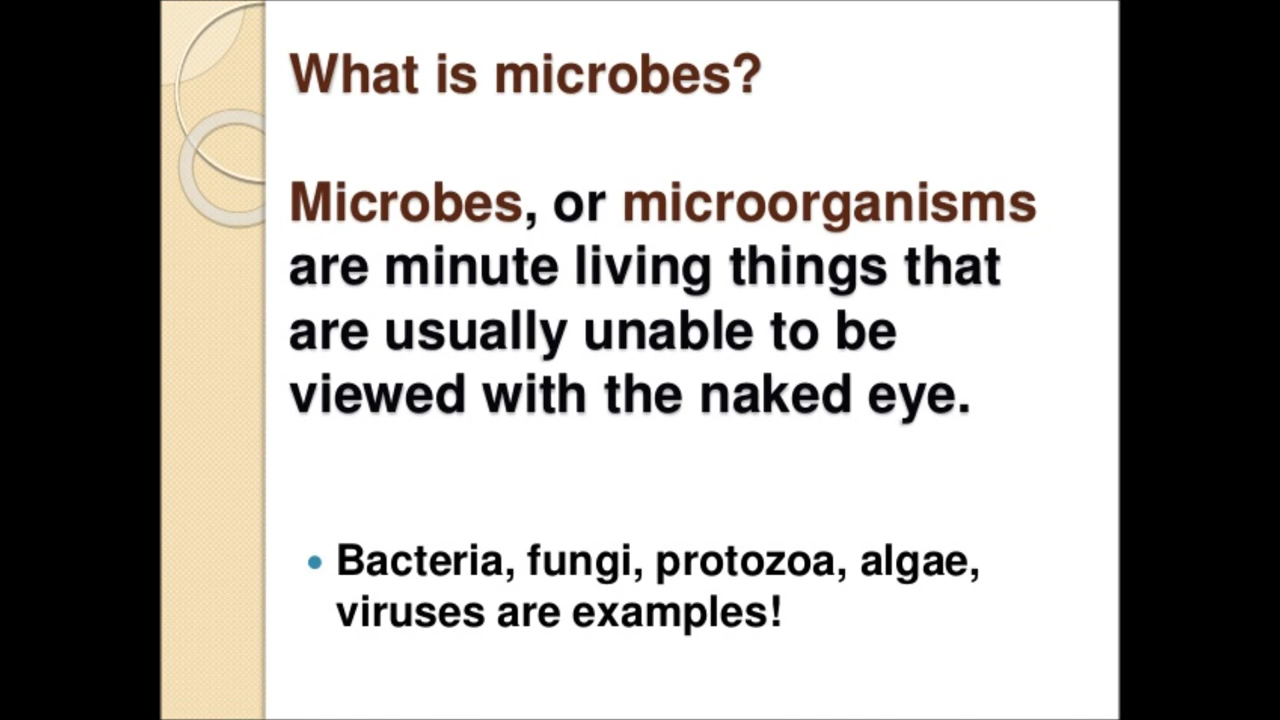 What is microbes?
Microbes, or microorganisms
are minute living things that
are usually unable to be
viewed with the naked eye.
• Bacteria, fungi, protozoa, algae,
viruses are examples!